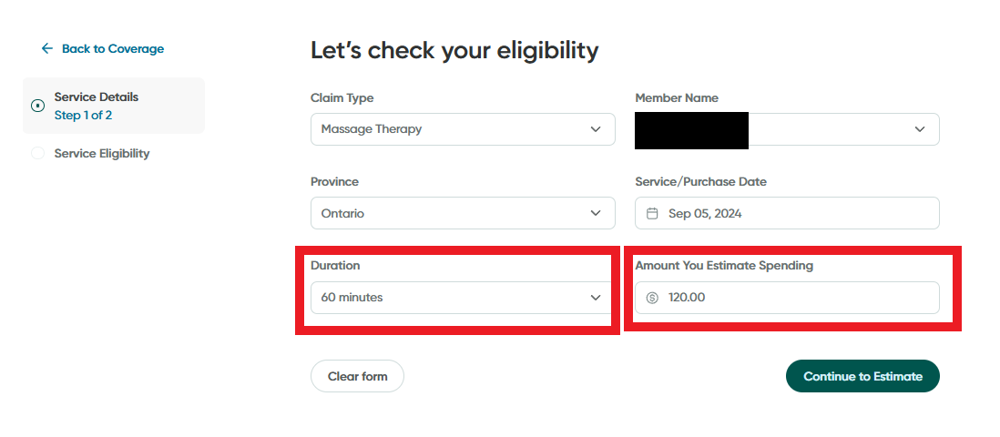 Back to Coverage
Let's check your eligibility
Service Details
Step 1 of 2
Service Eligibility
Claim Type
Member Name
Massage Therapy
Province
Service/Purchase Date
Ontario
Sep 05, 2024
Duration
Amount You Estimate Spending
60 minutes
$ 120.00
Clear form
Continue to Estimate